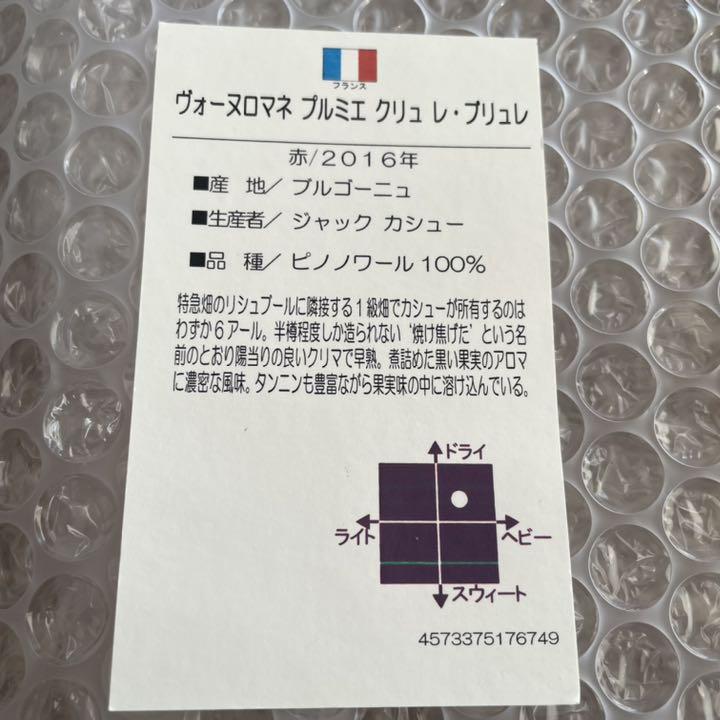 フランス
ヴォーヌロマネ プルミエ クリュ レ・ブリュレ
赤/2016年
■産 地/ ブルゴーニュ
■生産者/ ジャック カシュー
■品 種/ ピノノワール 100%
特急畑のリシュブールに隣接する1級畑でカシューが所有するのは
わずか6アール。半樽程度しか造られない‘焼け焦げた’という名
前のとおり陽当りの良いクリマで早熟。煮詰めた黒い果実のアロマ
に濃密な風味。タンニンも豊富ながら果実味の中に溶け込んでいる。
ドライ
ライト
ヘビー
スウィート
4573375176749